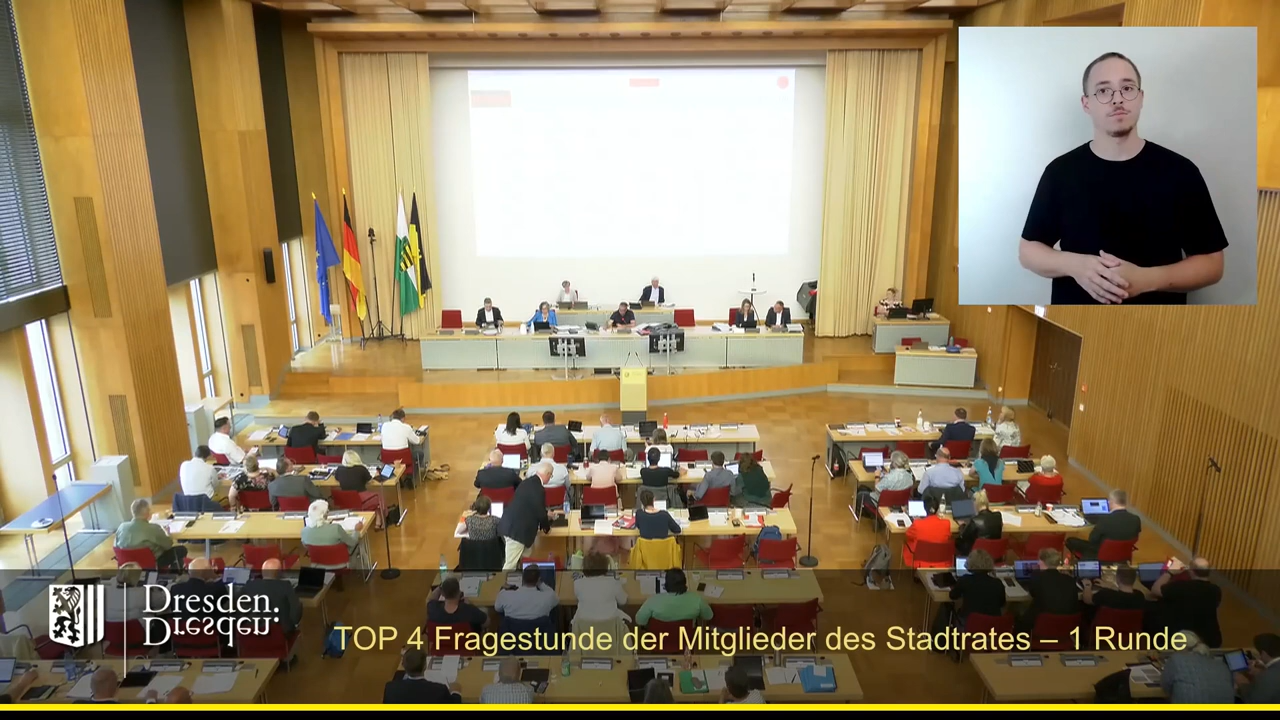 Dresden.
Dresden.
TOP 4 Fragestunde der Mitglieder des Stadtrates – 1 Runde